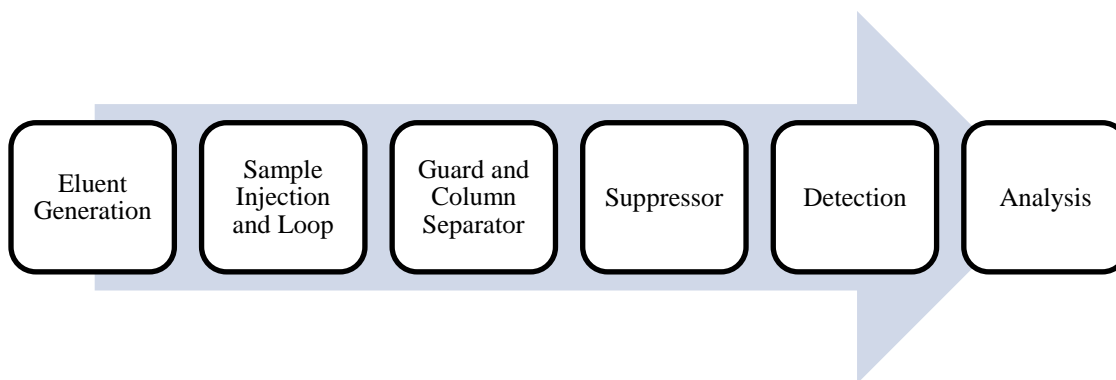 Eluent
Generation
Sample
Injection
and Loop
Guard and
Column
Separator
Suppressor
Detection
Analysis